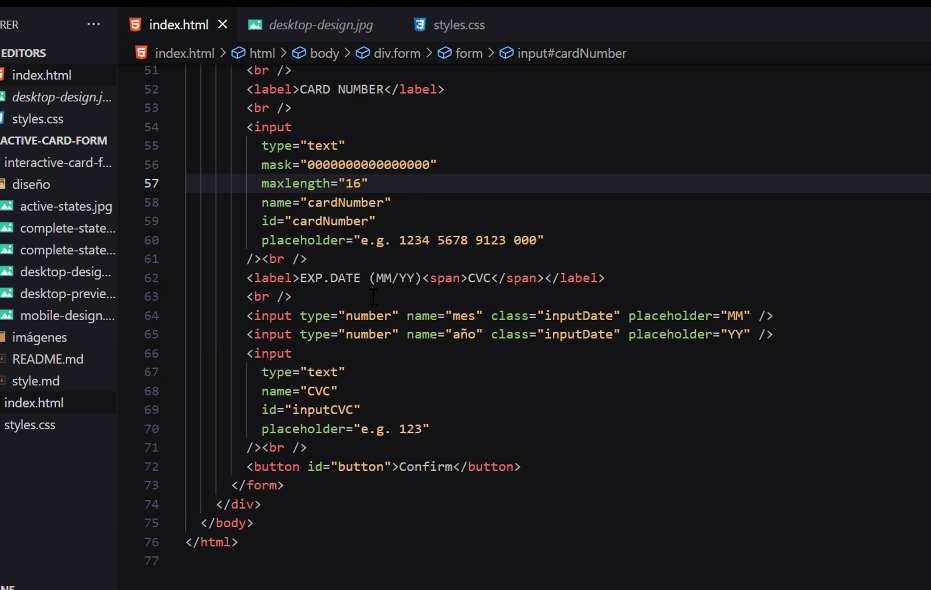 RER ...
index.html × desktop-design.jpg styles.css
EDITORS
index.html
desktop-design.j...
styles.css
ACTIVE-CARD-FORM
interactive-card-f...
diseño
active-states.jpg
complete-state...
complete-state...
desktop-desig...
desktop-previe...
mobile-design....
imágenes
README.md
style.md
index.html
styles.css
index.html > html > body > div.form > form > input#cardNumber
51 <br />
52 <label>CARD NUMBER</label>
53 <br />
54 <input
55 type="text"
56 mask="0000000000000000"
57 maxlength="16"
58 name="cardNumber"
59 id="cardNumber"
60 placeholder="e.g. 1234 5678 9123 000"
61 /><br />
62 <label>EXP.DATE (MM/YY)<span>CVC</span></label>
63 <br />
64 <input type="number" name="mes" class="inputDate" placeholder="MM" />
65 <input type="number" name="año" class="inputDate" placeholder="YY" />
66 <input
67 type="text"
68 name="CVC"
69 id="inputCVC"
70 placeholder="e.g. 123"
71 /><br />
72 <button id="button">Confirm</button>
73 </form>
74 </div>
75 </body>
76 </html>
77